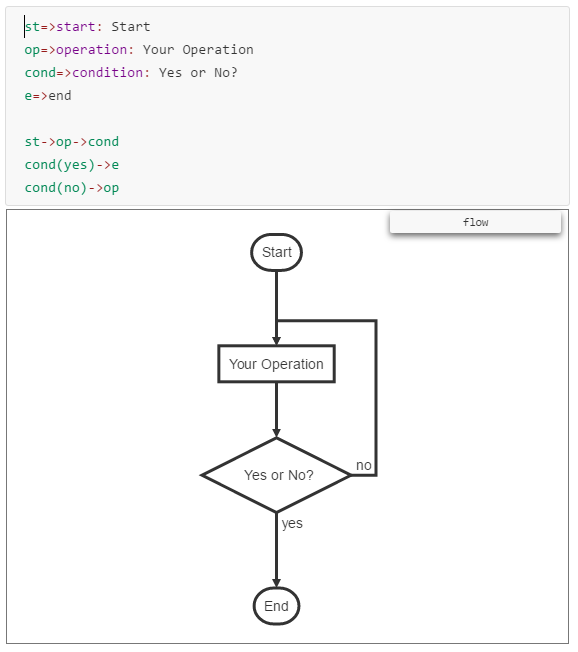 st=>start: Start
op=>operation: Your Operation
cond=>condition: Yes or No?
e=>end
st->op->cond
cond(yes)->e
cond(no)->op
flow
Start
Your Operation
Yes or No?
no
yes
End